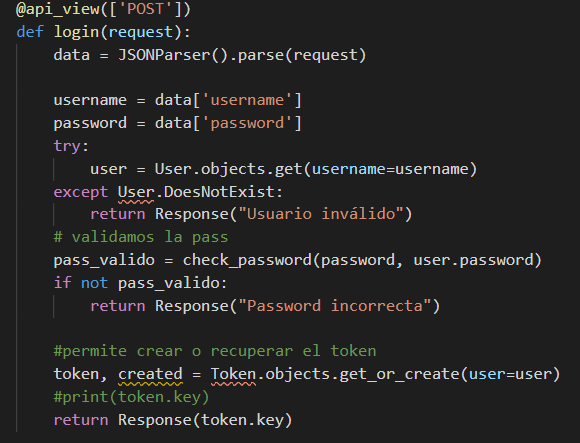 @api_view(['POST'])
def login(request):
    data = JSONParser().parse(request)

    username = data['username']
    password = data['password']
    try:
        user = User.objects.get(username=username)
    except User.DoesNotExist:
        return Response("Usuario inválido")
    # validamos la pass
    pass_valido = check_password(password, user.password)
    if not pass_valido:
        return Response("Password incorrecta")

    #permite crear o recuperar el token
    token, created = Token.objects.get_or_create(user=user)
    #print(token.key)
    return Response(token.key)